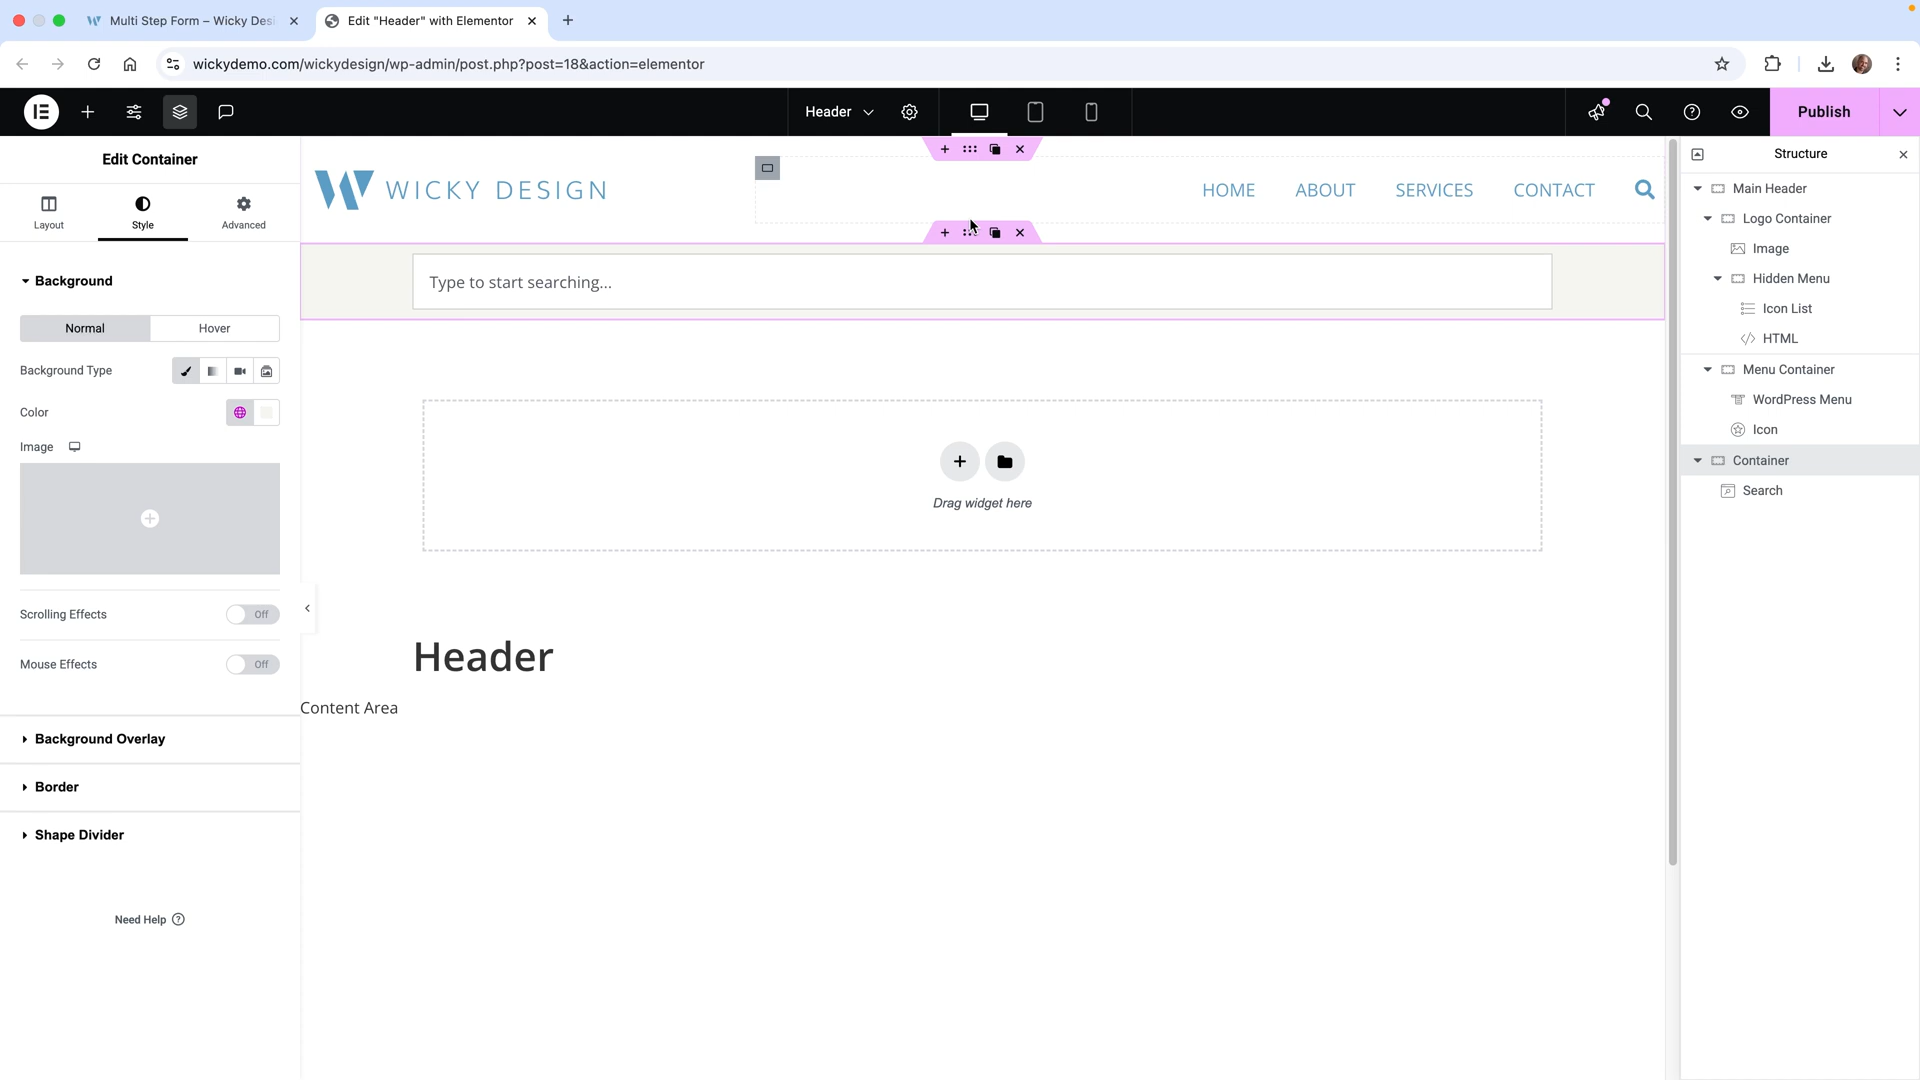 Multi Step Form – Wicky Desi
Edit "Header" with Elementor
wickydemo.com/wickydesign/wp-admin/post.php?post=18&action=elementor
Header
Publish
Edit Container
Layout
Style
Advanced
Background
Normal
Hover
Background Type
Color
Image
Scrolling Effects
Off
Mouse Effects
Off
Background Overlay
Border
Shape Divider
Need Help
WICKY DESIGN
HOME
ABOUT
SERVICES
CONTACT
Type to start searching...
Drag widget here
Header
Content Area
Structure
Main Header
Logo Container
Image
Hidden Menu
Icon List
HTML
Menu Container
WordPress Menu
Icon
Container
Search